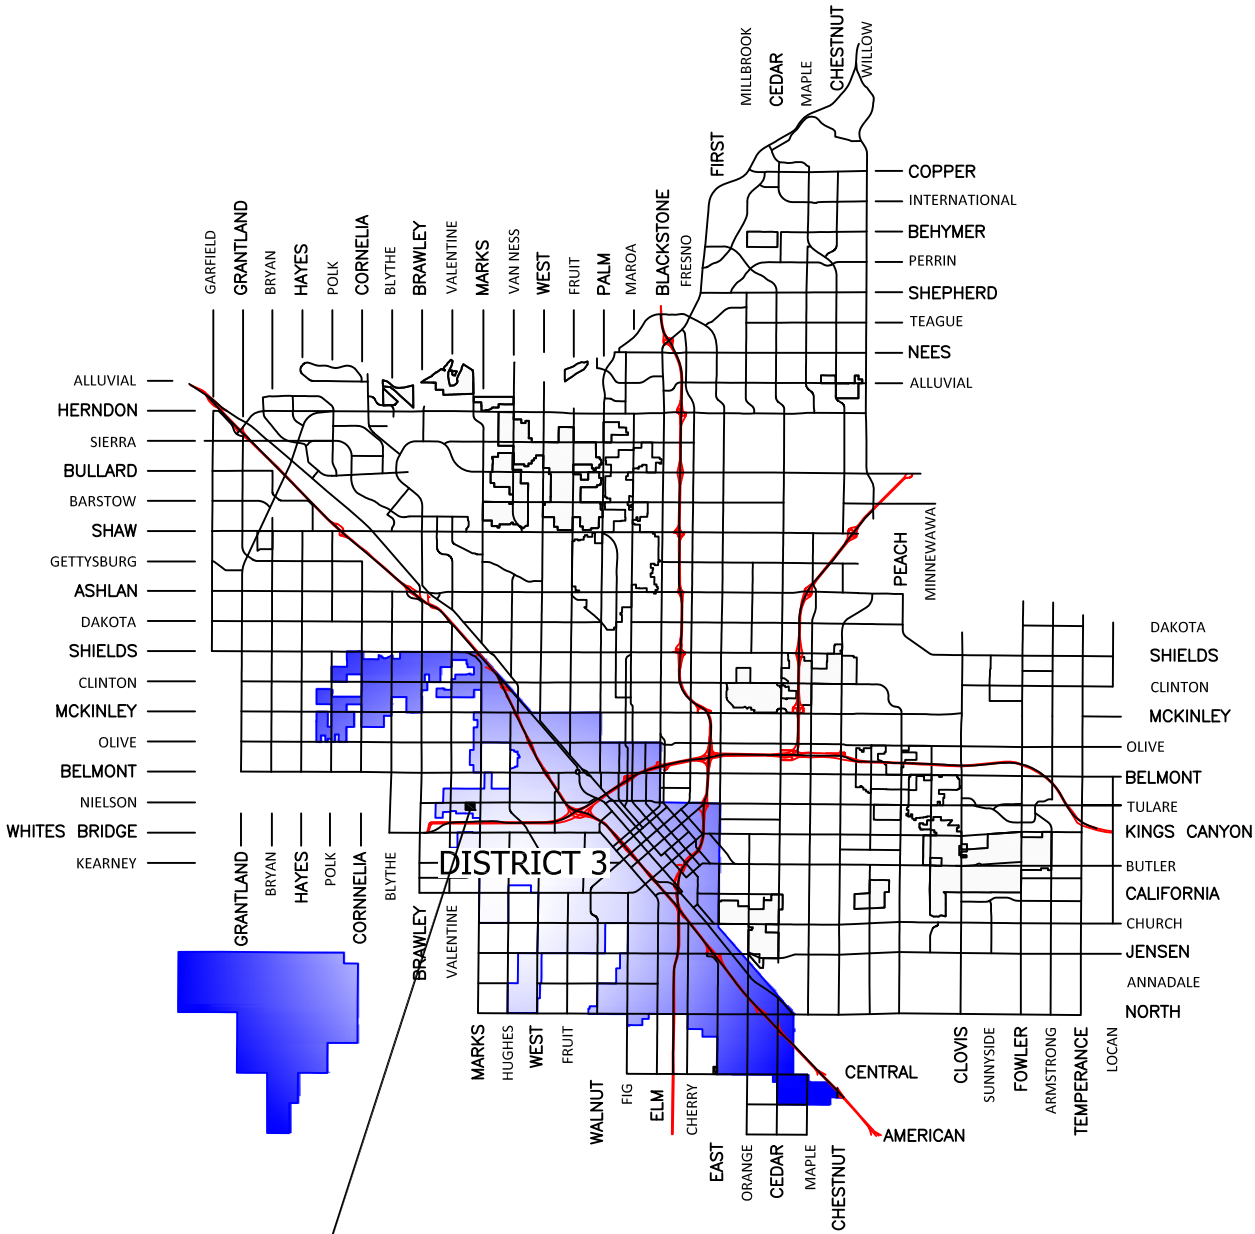 MILLBROOK
CEDAR
MAPLE
CHESTNUT
WILLOW
FIRST
COPPER
INTERNATIONAL
BEHYMER
PERRIN
SHEPHERD
TEAGUE
NEES
ALLUVIAL
GARFIELD
GRANTLAND
BRYAN
HAYES
POLK
CORNELIA
BLYTHE
BRAWLEY
VALENTINE
MARKS
VAN NESS
WEST
FRUIT
PALM
MAROA
BLACKSTONE
FRESNO
ALLUVIAL
HERNDON
SIERRA
BULLARD
BARSTOW
SHAW
GETTYSBURG
ASHLAN
DAKOTA
SHIELDS
CLINTON
MCKINLEY
OLIVE
BELMONT
NIELSON
WHITES BRIDGE
KEARNEY
PEACH
MINNEWAWA
DAKOTA
SHIELDS
CLINTON
MCKINLEY
OLIVE
BELMONT
TULARE
KINGS CANYON
BUTLER
CALIFORNIA
CHURCH
JENSEN
ANNADALE
NORTH
DISTRICT 3
GRANTLAND
BRYAN
HAYES
POLK
CORNNELIA
BLYTHE
BRAWLEY
VALENTINE
MARKS
HUGHES
WEST
FRUIT
WALNUT
FIG
ELM
CHERRY
EAST
ORANGE
CEDAR
MAPLE
CHESTNUT
CENTRAL
AMERICAN
CLOVIS
SUNNYSIDE
FOWLER
ARMSTRONG
TEMPERANCE
LOCAN